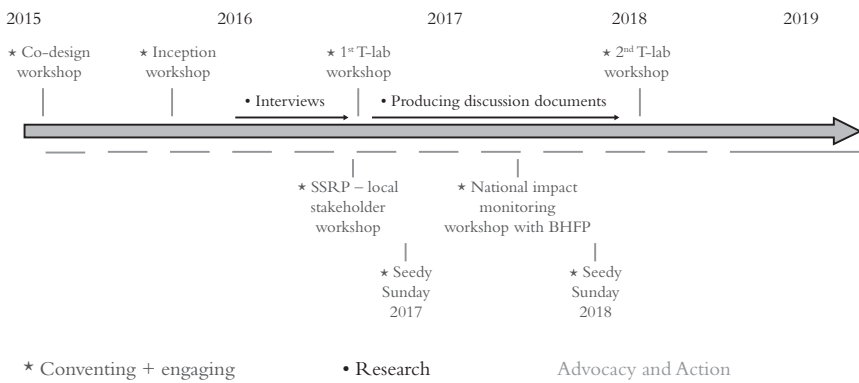 2015 2016 2017 2018 2019
★ Co-design workshop
★ Inception workshop
★ 1st T-lab workshop
★ 2nd T-lab workshop
• Interviews
• Producing discussion documents
★ SSRP – local stakeholder workshop
★ National impact monitoring workshop with BHFP
★ Seedy Sunday 2017
★ Seedy Sunday 2018
★ Conventing + engaging
• Research
Advocacy and Action